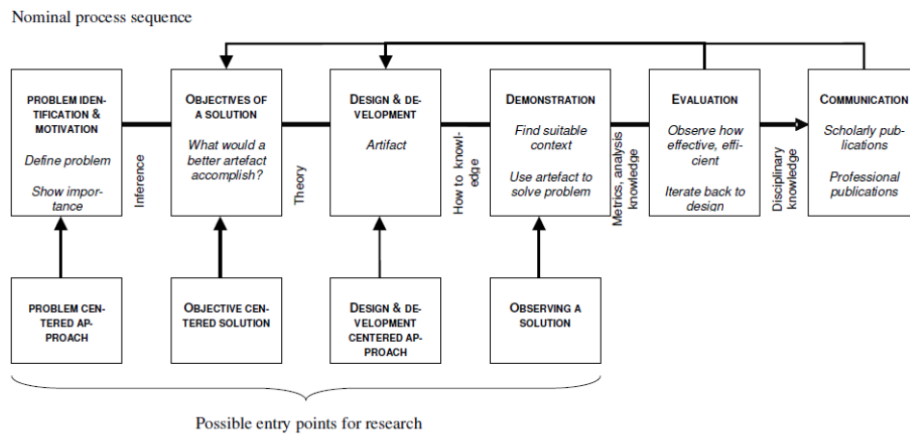 Nominal process sequence
PROBLEM IDEN-
TIFICATION &
MOTIVATION
Define problem
Show impor-
tance
Inference
OBJECTIVES OF
A SOLUTION
What would a
better artefact
accomplish?
Theory
DESIGN & DE-
VELOPMENT
Artifact
How to knowl-
edge
DEMONSTRATION
Find suitable
context
Use artefact to
solve problem
Metrics, analysis
knowledge
EVALUATION
Observe how
effective, effi-
cient
Iterate back to
design
Disciplinary
knowledge
COMMUNICATION
Scholarly pub-
lications
Professional
publications
PROBLEM CEN-
TERED AP-
PROACH
OBJECTIVE CEN-
TERED SOLUTION
DESIGN & DE-
VELOPMENT
CENTERED AP-
PROACH
OBSERVING A
SOLUTION
Possible entry points for research